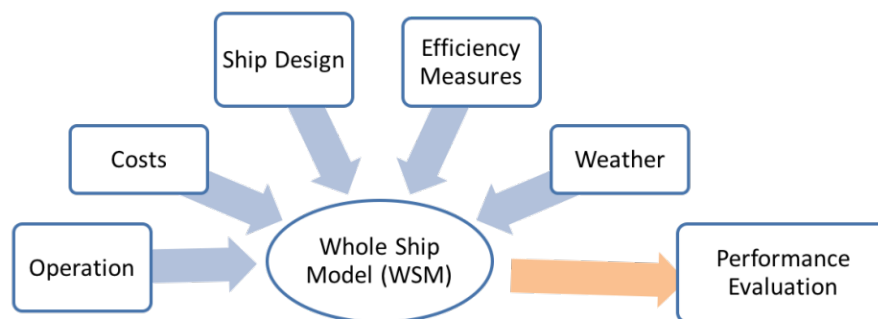 Ship Design
Efficiency
Measures
Costs
Weather
Operation
Whole Ship
Model (WSM)
Performance
Evaluation